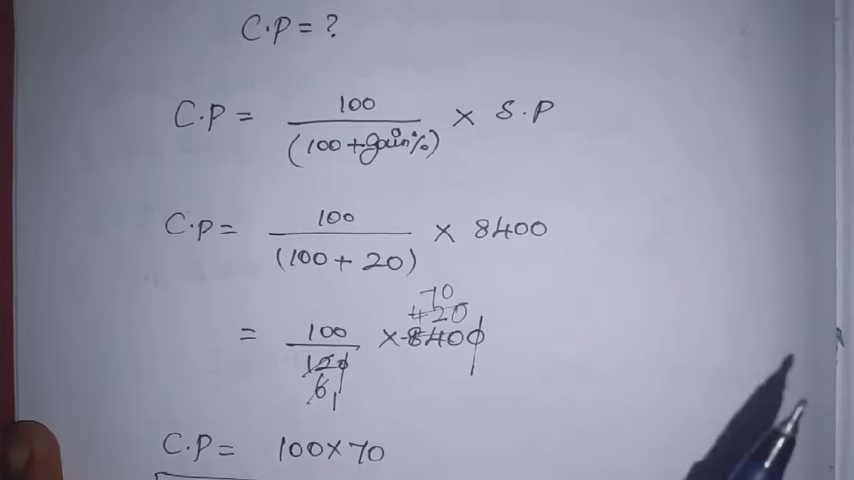 C.P = ?
C.P = 100 / (100 + gain%) × S.P
C.P = 100 / (100 + 20) × 8400
70
420
= 100 / 120 × 8400
6 1
C.P = 100 × 70